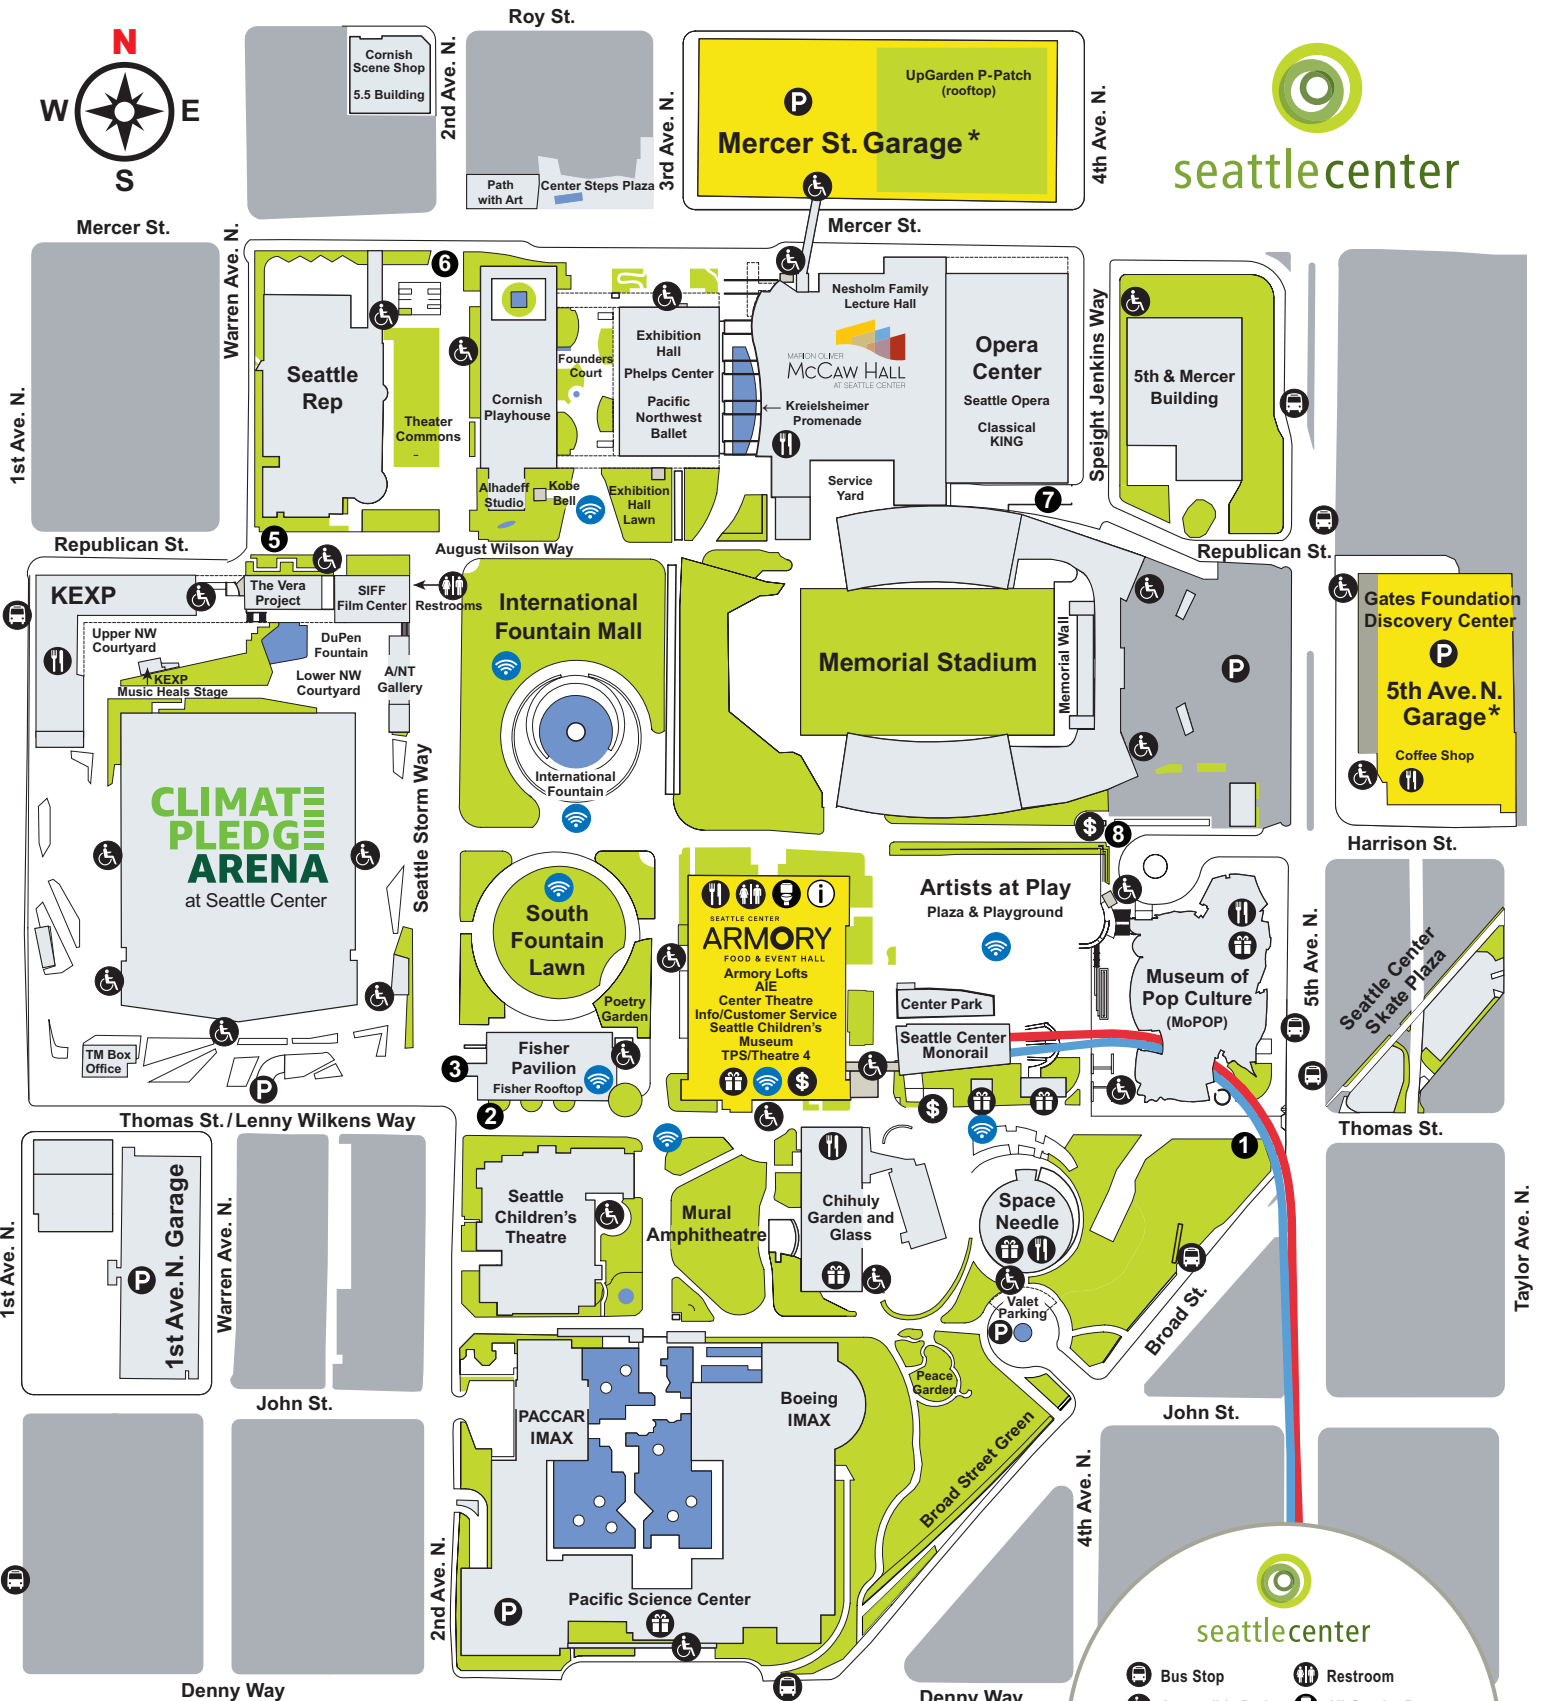 Roy St.
N
W
E
S
Cornish
Scene Shop
5.5 Building
2nd Ave. N.
Path
with Art
Center Steps Plaza
3rd Ave. N.
P
UpGarden P-Patch
(rooftop)
Mercer St. Garage*
4th Ave. N.
seattlecenter
Mercer St.
Mercer St.
Warren Ave. N.
1st Ave. N.
6
Seattle
Rep
Theater
Commons
Cornish
Playhouse
Founders
Court
Exhibition
Hall
Phelps Center
Pacific
Northwest
Ballet
Nesholm Family
Lecture Hall
MARION OLIVER
McCAW HALL
AT SEATTLE CENTER
Kreielsheimer
Promenade
Opera
Center
Seattle Opera
Classical
KING
Speight Jenkins Way
5th & Mercer
Building
Alhadeff
Studio
Kobe
Bell
Exhibition
Hall
Lawn
Service
Yard
7
5
Republican St.
August Wilson Way
Republican St.
KEXP
The Vera
Project
SIFF
Film Center
Restrooms
Upper NW
Courtyard
DuPen
Fountain
KEXP
Music Heals Stage
Lower NW
Courtyard
A/NT
Gallery
International
Fountain Mall
International
Fountain
Memorial Stadium
Memorial Wall
P
Gates Foundation
Discovery Center
P
5th Ave. N.
Garage*
Coffee Shop
CLIMATE
PLEDGE
ARENA
at Seattle Center
Seattle Storm Way
$
8
Harrison St.
South
Fountain
Lawn
Poetry
Garden
i
SEATTLE CENTER
ARMORY
FOOD & EVENT HALL
Armory Lofts
AIE
Center Theatre
Info/Customer Service
Seattle Children's
Museum
TPS/Theatre 4
$
Artists at Play
Plaza & Playground
Center Park
Seattle Center
Monorail
$
Museum of
Pop Culture
(MoPOP)
5th Ave. N.
Seattle Center
Skate Plaza
TM Box
Office
P
3
Fisher
Pavilion
Fisher Rooftop
2
Thomas St./Lenny Wilkens Way
Thomas St.
1
1st Ave. N.
1st Ave. N. Garage
P
Warren Ave. N.
Seattle
Children's
Theatre
Mural
Amphitheatre
Chihuly
Garden and
Glass
Space
Needle
Valet
Parking
P
Broad St.
Taylor Ave. N.
John St.
John St.
PACCAR
IMAX
Boeing
IMAX
Peace
Garden
Broad Street Green
4th Ave. N.
2nd Ave. N.
P
Pacific Science Center
Denny Way
Denny Way
seattlecenter
Bus Stop
Restroom